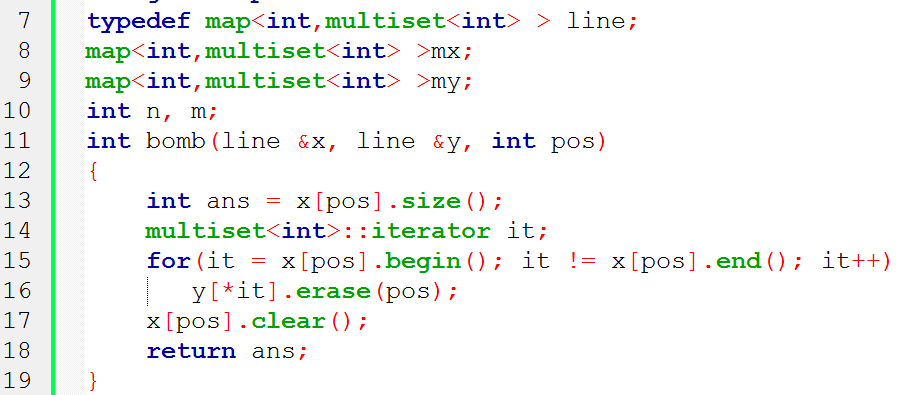 7 typedef map<int,multiset<int> > line;
8 map<int,multiset<int> >mx;
9 map<int,multiset<int> >my;
10 int n, m;
11 int bomb(line &x, line &y, int pos)
12 {
13 int ans = x[pos].size();
14 multiset<int>::iterator it;
15 for(it = x[pos].begin(); it != x[pos].end(); it++)
16 y[*it].erase(pos);
17 x[pos].clear();
18 return ans;
19 }